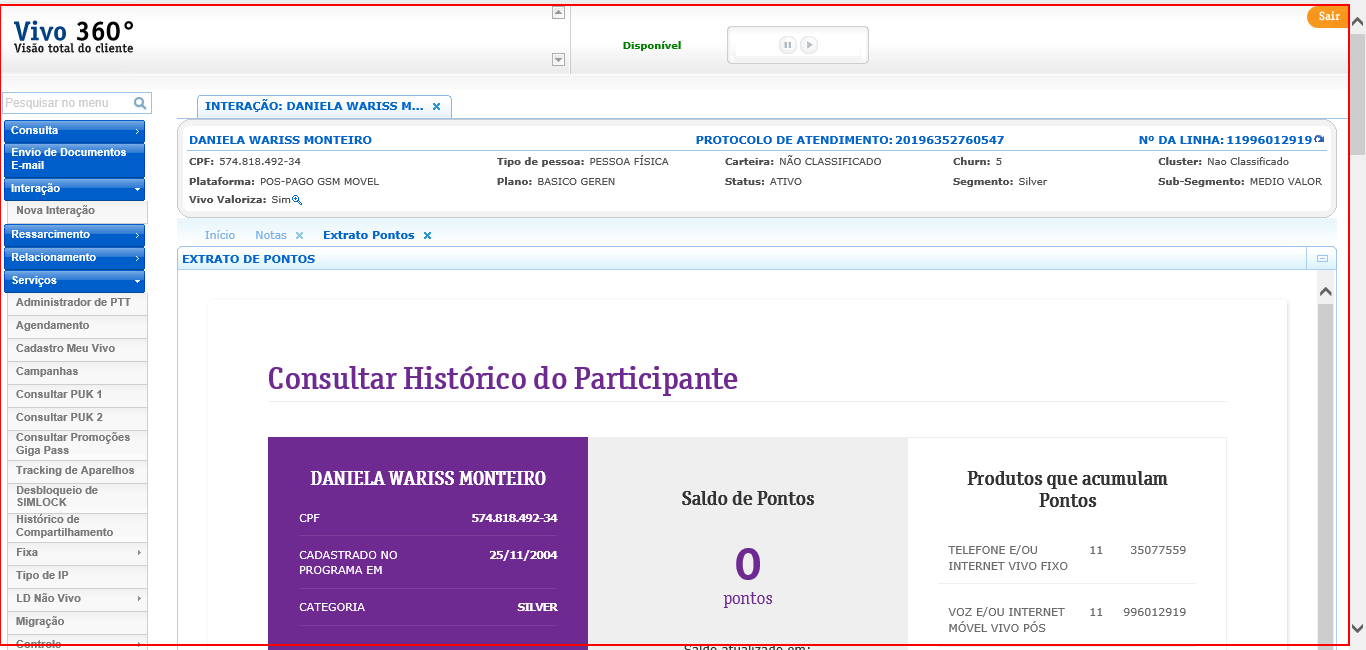 Vivo 360°
Visão total do cliente
Disponível
Sair
Pesquisar no menu
Consulta
Envio de Documentos
E-mail
Interação
Nova Interação
Ressarcimento
Relacionamento
Serviços
Administrador de PTT
Agendamento
Cadastro Meu Vivo
Campanhas
Consultar PUK 1
Consultar PUK 2
Consultar Promoções
Giga Pass
Tracking de Aparelhos
Desbloqueio de
SIMLOCK
Histórico de
Compartilhamento
Fixa
Tipo de IP
LD Não Vivo
Migração
Controle
INTERAÇÃO: DANIELA WARISS M...
DANIELA WARISS MONTEIRO PROTOCOLO DE ATENDIMENTO: 20196352760547 Nº DA LINHA: 11996012919
CPF: 574.818.492-34 Tipo de pessoa: PESSOA FÍSICA Carteira: NÃO CLASSIFICADO Churn: 5 Cluster: Nao Classificado
Plataforma: POS-PAGO GSM MOVEL Plano: BASICO GEREN Status: ATIVO Segmento: Silver Sub-Segmento: MEDIO VALOR
Vivo Valoriza: Sim
Início Notas Extrato Pontos
EXTRATO DE PONTOS
Consultar Histórico do Participante
DANIELA WARISS MONTEIRO
CPF 574.818.492-34
CADASTRADO NO 25/11/2004
PROGRAMA EM
CATEGORIA SILVER
Saldo de Pontos
0
pontos
Saldo atualizado em:
Produtos que acumulam
Pontos
TELEFONE E/OU 11 35077559
INTERNET VIVO FIXO
VOZ E/OU INTERNET 11 996012919
MÓVEL VIVO PÓS